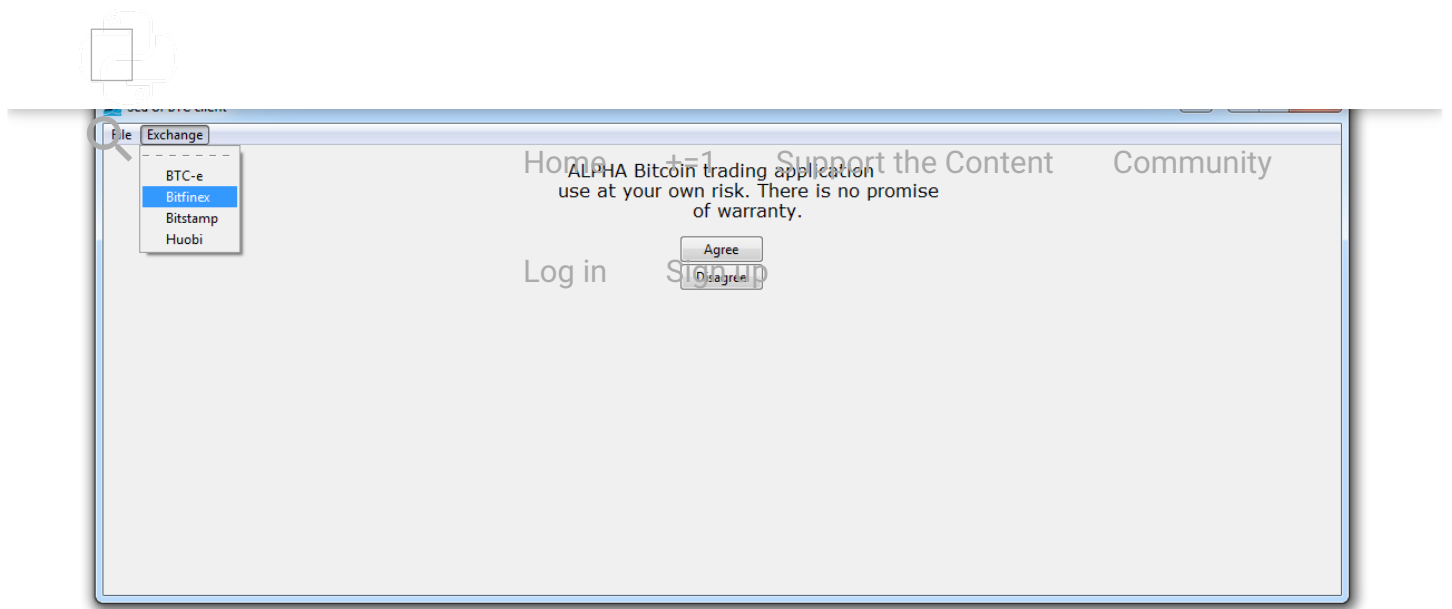 File Exchange
BTC-e
Bitfinex
Bitstamp
Huobi
Home +=1 Support the Content Community
ALPHA Bitcoin trading application
use at your own risk. There is no promise
of warranty.
Agree
Log in Sign up
Disagree